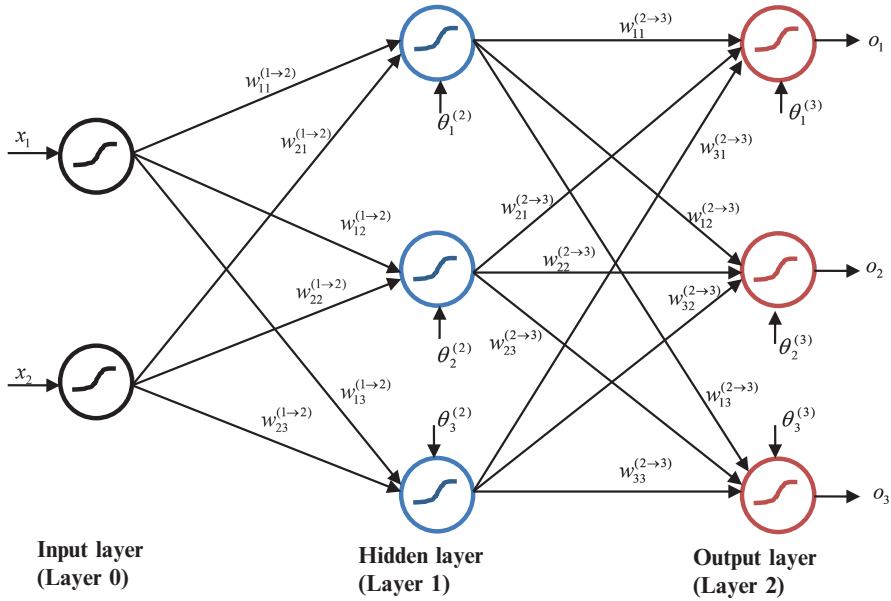 w₁₁^(2→3)
o₁
w₁₁^(1→2)
θ₁^(2)
θ₁^(3)
x₁
w₂₁^(1→2)
w₃₁^(2→3)
w₂₁^(2→3)
w₁₂^(2→3)
w₁₂^(1→2)
w₂₂^(2→3)
o₂
w₂₂^(1→2)
w₃₂^(2→3)
w₂₃^(2→3)
θ₂^(2)
θ₂^(3)
x₂
w₁₃^(1→2)
w₁₃^(2→3)
w₂₃^(1→2)
θ₃^(2)
θ₃^(3)
w₃₃^(2→3)
o₃
Input layer
(Layer 0)
Hidden layer
(Layer 1)
Output layer
(Layer 2)